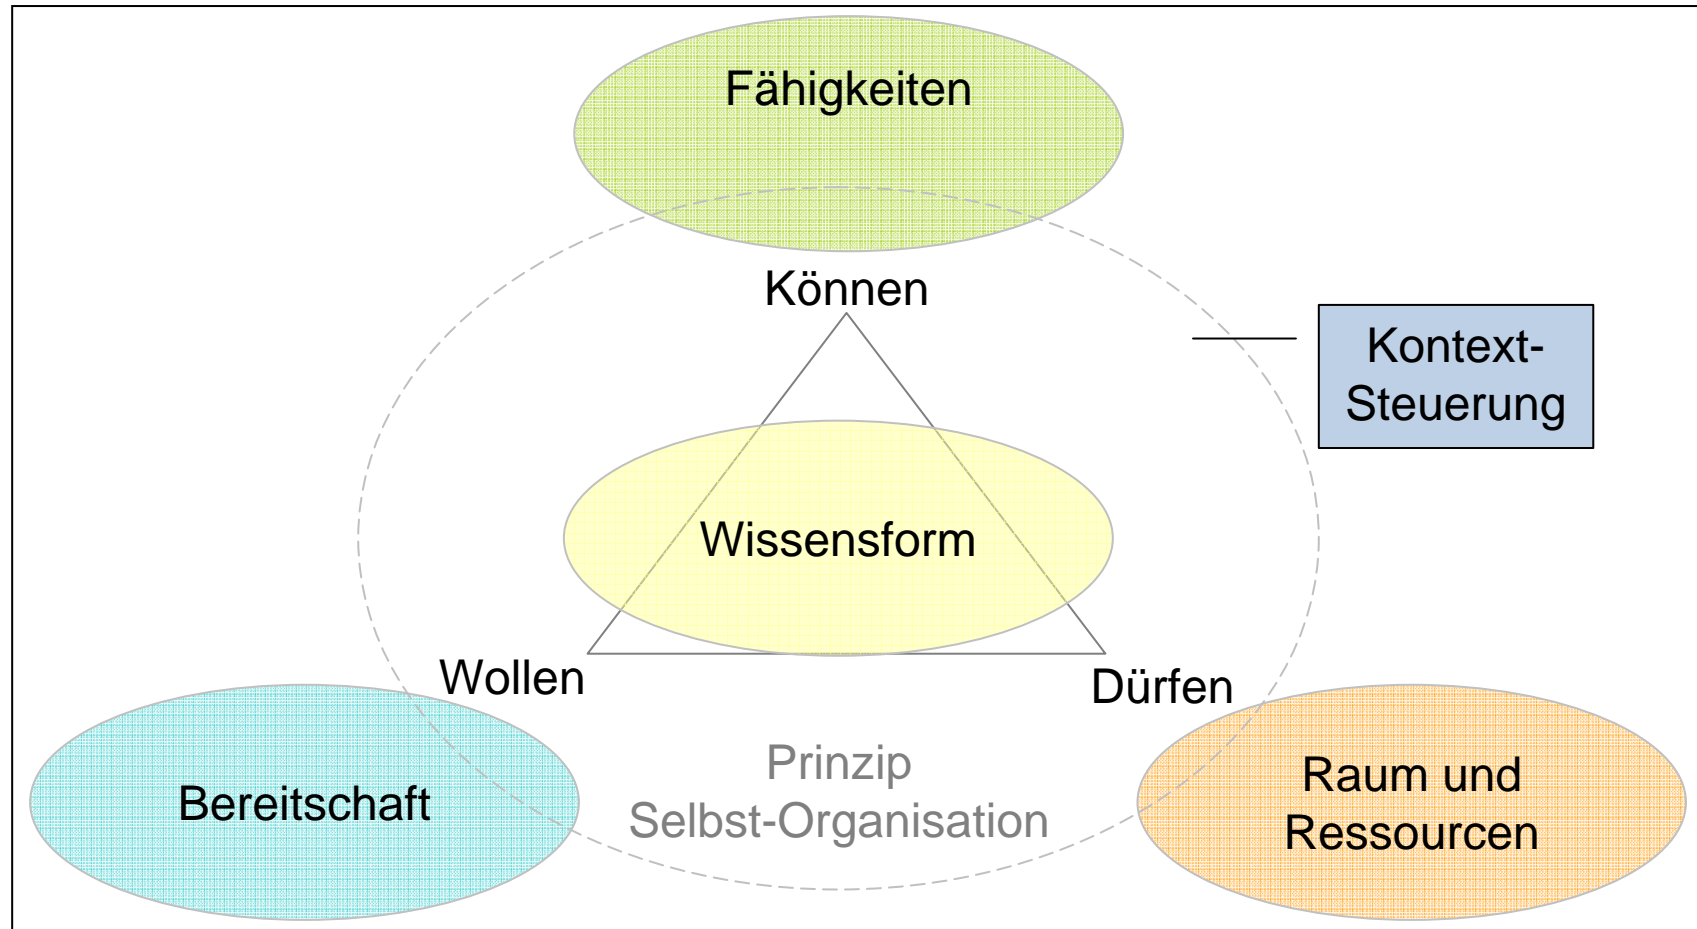 Fähigkeiten
Können
Kontext-
Steuerung
Wissensform
Wollen
Dürfen
Prinzip
Selbst-Organisation
Bereitschaft
Raum und
Ressourcen